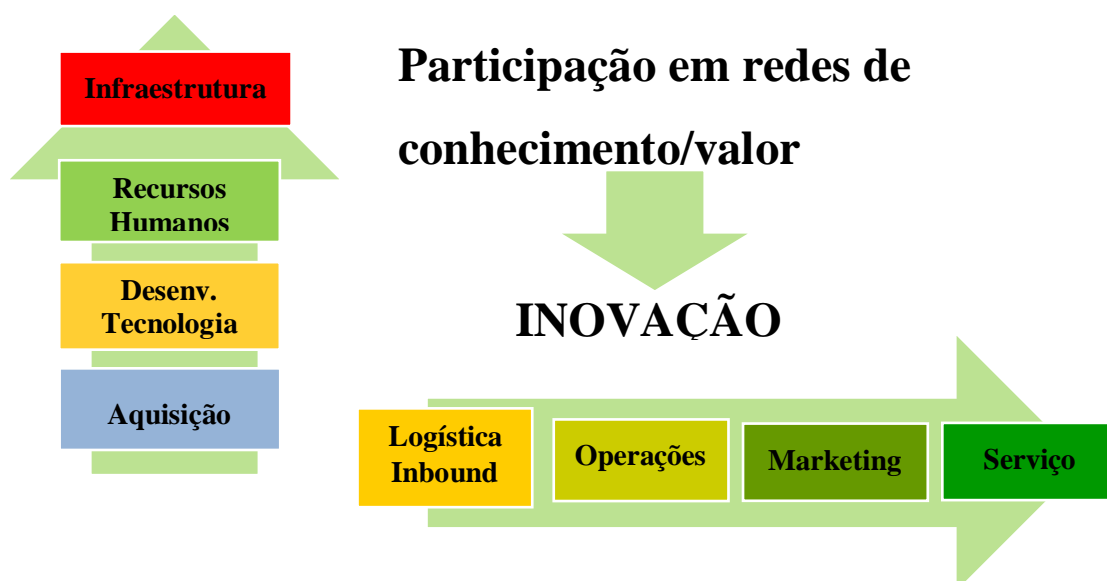 Infraestrutura
Recursos
Humanos
Desenv.
Tecnologia
Aquisição
Participação em redes de
conhecimento/valor
INOVAÇÃO
Logística
Inbound
Operações
Marketing
Serviço